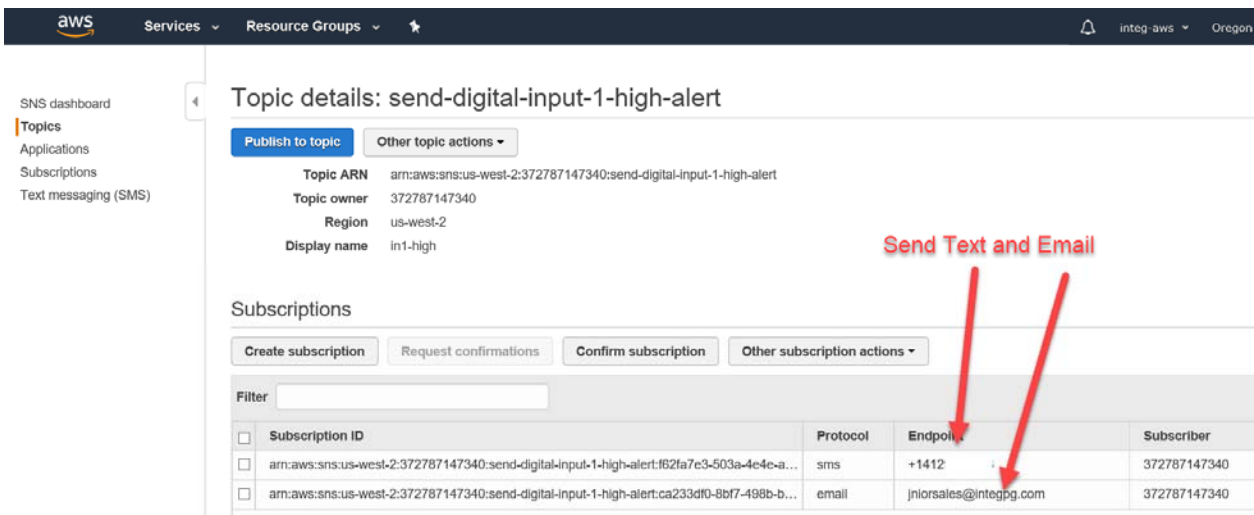 aws Services Resource Groups integ-aws Oregon
SNS dashboard
Topics
Applications
Subscriptions
Text messaging (SMS)
Topic details: send-digital-input-1-high-alert
Publish to topic Other topic actions
Topic ARN arn:aws:sns:us-west-2:372787147340:send-digital-input-1-high-alert
Topic owner 372787147340
Region us-west-2
Display name in1-high
Send Text and Email
Subscriptions
Create subscription Request confirmations Confirm subscription Other subscription actions
Filter
Subscription ID Protocol Endpoint Subscriber
arn:aws:sns:us-west-2:372787147340:send-digital-input-1-high-alert:f62fa7e3-503a-4e4e-a... sms +1412 372787147340
arn:aws:sns:us-west-2:372787147340:send-digital-input-1-high-alert:ca233df0-8bf7-498b-b... email jniorsales@integpg.com 372787147340